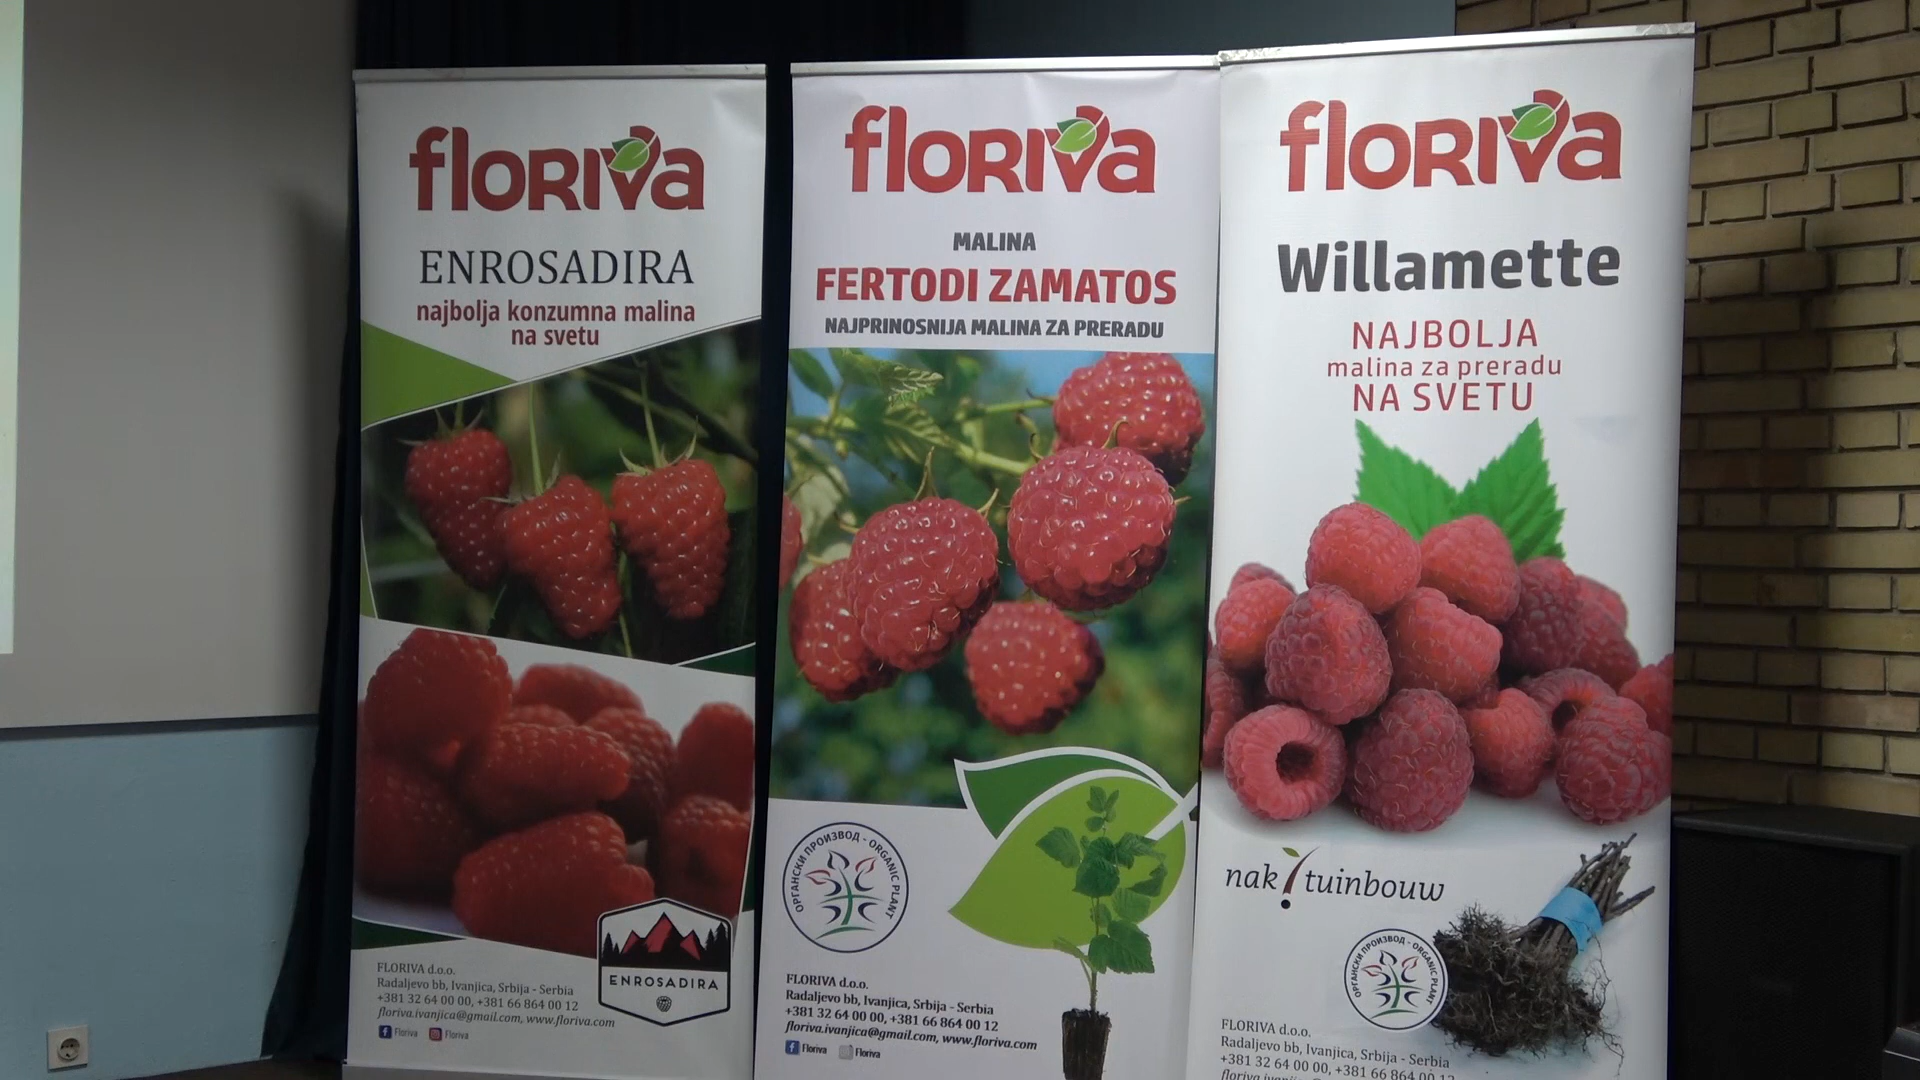 floriva
ENROSADIRA
najbolja konzumna malina
na svetu
ENROSADIRA
FLORIVA d.o.o.
Radaljevo bb, Ivanjica, Srbija - Serbia
+381 32 64 00 00, +381 66 864 00 12
floriva.ivanjica@gmail.com, www.floriva.com
Floriva Floriva
floriva
MALINA
FERTODI ZAMATOS
NAJPRINOSNIJA MALINA ZA PRERADU
ОРГАНСКИ ПРОИЗВОД - ORGANIC PLANT
FLORIVA d.o.o.
Radaljevo bb, Ivanjica, Srbija - Serbia
+381 32 64 00 00, +381 66 864 00 12
floriva.ivanjica@gmail.com, www.floriva.com
Floriva Floriva
floriva
Willamette
NAJBOLJA
malina za preradu
NA SVETU
nak tuinbouw
ОРГАНСКИ ПРОИЗВОД - ORGANIC PLANT
FLORIVA d.o.o.
Radaljevo bb, Ivanjica, Srbija - Serbia
+381 32 64 00 00, +381 66 864 00 12